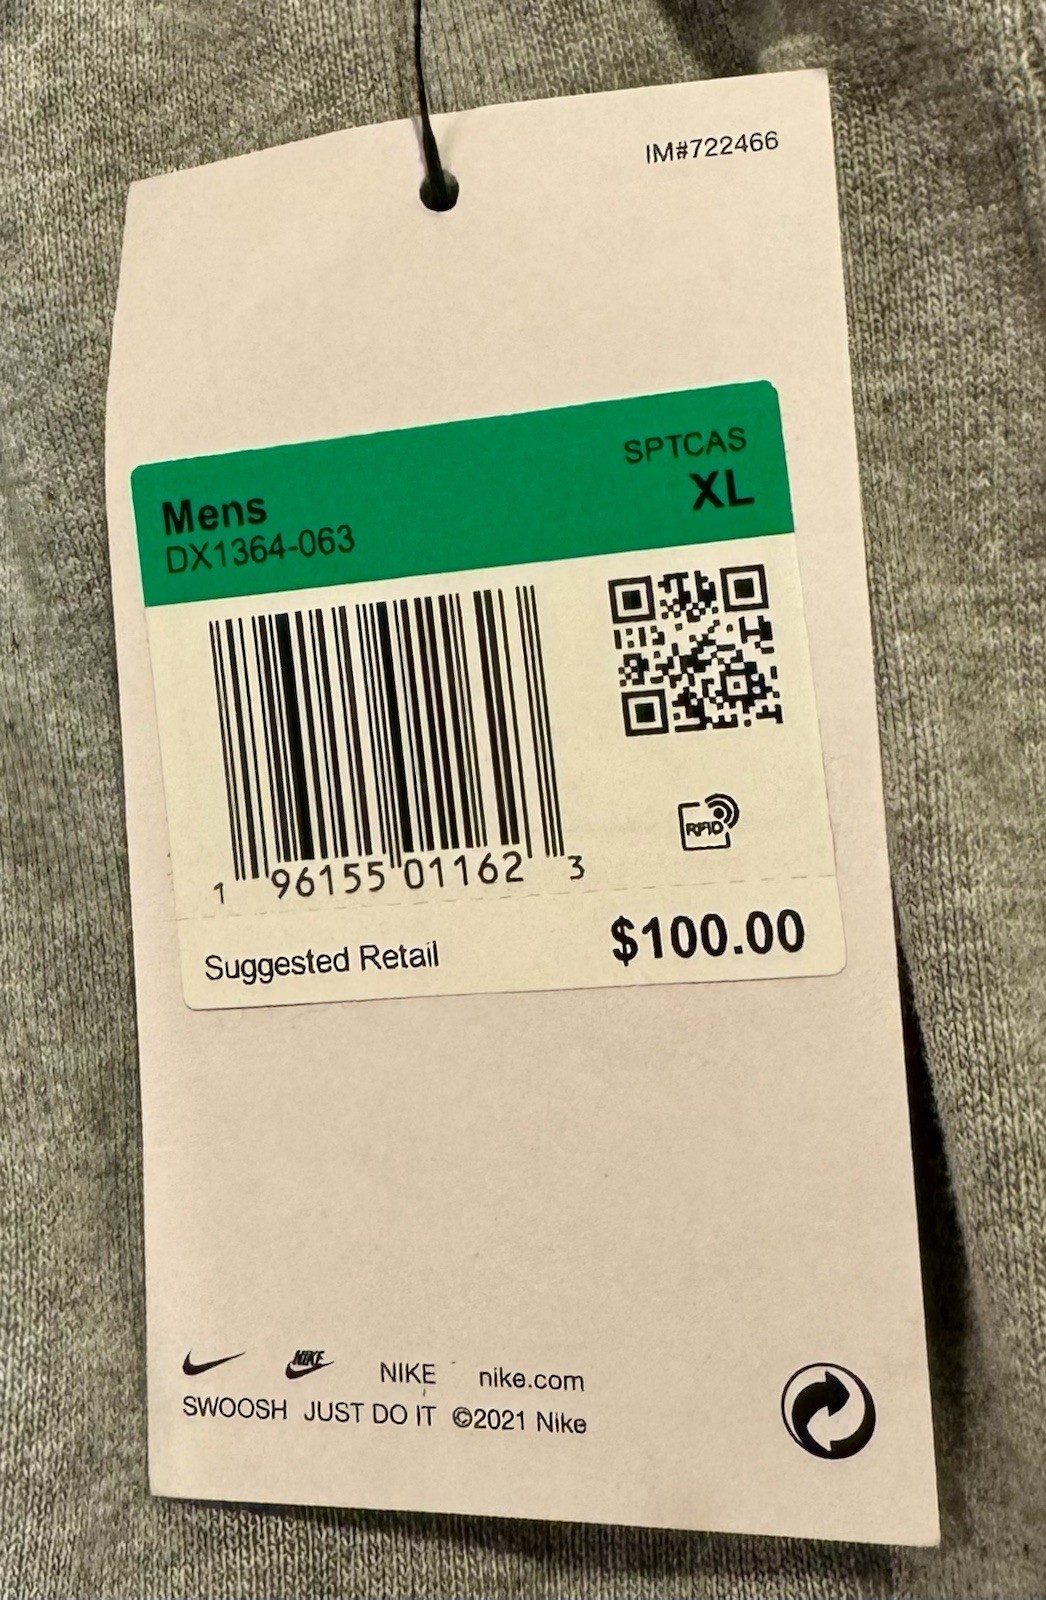 IM#722466
SPTCAS
Mens XL
DX1364-063
RFID
1 96155 01162 3
Suggested Retail $100.00
NIKE NIKE nike.com
SWOOSH JUST DO IT ©2021 Nike